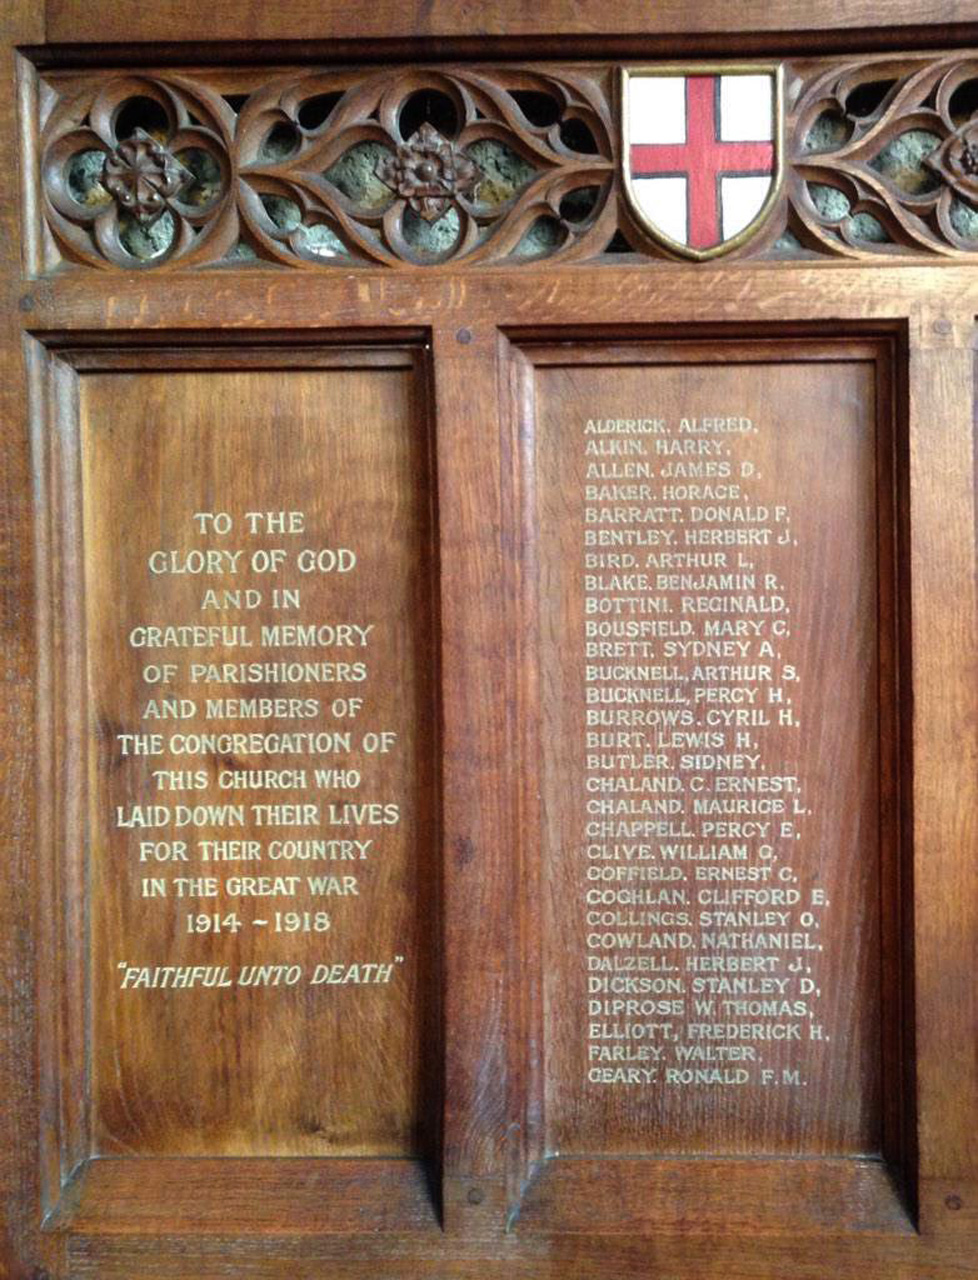 TO THE
GLORY OF GOD
AND IN
GRATEFUL MEMORY
OF PARISHIONERS
AND MEMBERS OF
THE CONGREGATION OF
THIS CHURCH WHO
LAID DOWN THEIR LIVES
FOR THEIR COUNTRY
IN THE GREAT WAR
1914 ~ 1918
"FAITHFUL UNTO DEATH"
ALDERICK. ALFRED,
ALKIN. HARRY,
ALLEN. JAMES D,
BAKER. HORACE,
BARRATT. DONALD F,
BENTLEY. HERBERT J,
BIRD. ARTHUR L,
BLAKE. BENJAMIN R,
BOTTINI. REGINALD,
BOUSFIELD. MARY C,
BRETT. SYDNEY A,
BUCKNELL, ARTHUR S,
BUCKNELL, PERCY H,
BURROWS. CYRIL H,
BURT. LEWIS H,
BUTLER. SIDNEY,
CHALAND. C. ERNEST,
CHALAND. MAURICE L,
CHAPPELL. PERCY E,
CLIVE. WILLIAM G,
COFFIELD. ERNEST C,
COGHLAN. CLIFFORD E,
COLLINGS. STANLEY O,
COWLAND. NATHANIEL,
DALZELL. HERBERT J,
DICKSON. STANLEY D,
DIPROSE W. THOMAS,
ELLIOTT, FREDERICK H,
FARLEY. WALTER,
GEARY. RONALD F.M.